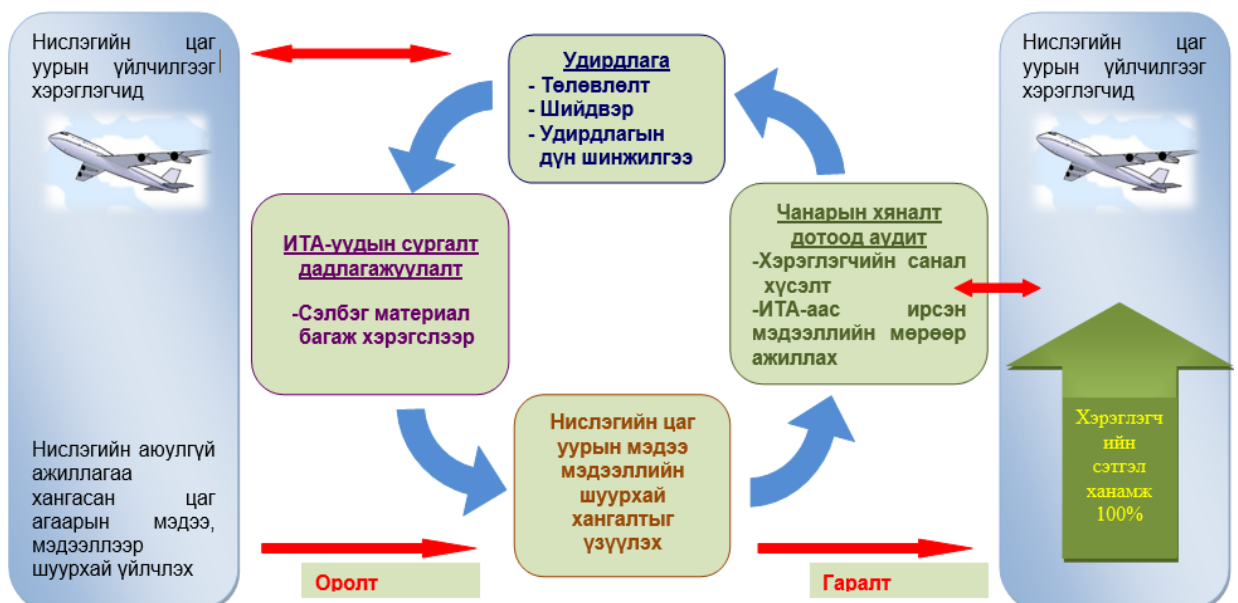 Нислэгийн цаг
уурын үйлчилгээг
хэрэглэгчид
Нислэгийн аюулгүй
ажиллагаа
хангасан цаг
агаарын мэдээ,
мэдээллээр
шуурхай үйлчлэх
Удирдлага
- Төлөвлөлт
- Шийдвэр
- Удирдлагын
дүн шинжилгээ
ИТА-уудын сургалт
дадлагажуулалт
-Сэлбэг материал
багаж хэрэгслээр
Чанарын хяналт
дотоод аудит
-Хэрэглэгчийн санал
хүсэлт
-ИТА-аас ирсэн
мэдээллийн мөрөөр
ажиллах
Нислэгийн цаг
уурын мэдээ
мэдээллийн
шуурхай
хангалтыг
үзүүлэх
Оролт
Гаралт
Нислэгийн цаг
уурын үйлчилгээг
хэрэглэгчид
Хэрэглэгч
ийн
сэтгэл
ханамж
100%